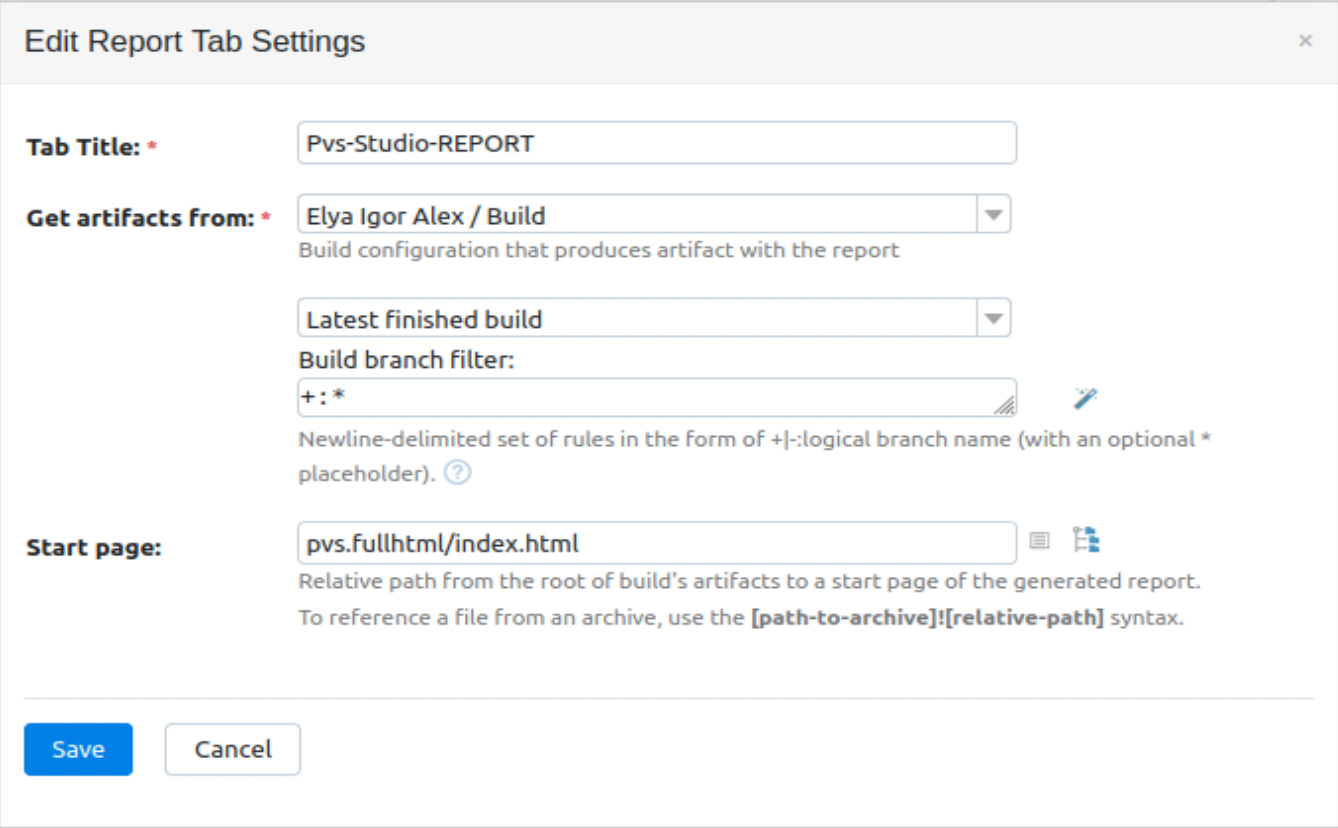 Edit Report Tab Settings ×
Tab Title: * Pvs-Studio-REPORT
Get artifacts from: * Elya Igor Alex / Build
Build configuration that produces artifact with the report
Latest finished build
Build branch filter:
+:*
Newline-delimited set of rules in the form of +|-:logical branch name (with an optional *
placeholder). ?
Start page: pvs.fullhtml/index.html
Relative path from the root of build's artifacts to a start page of the generated report.
To reference a file from an archive, use the [path-to-archive]![relative-path] syntax.
Save Cancel